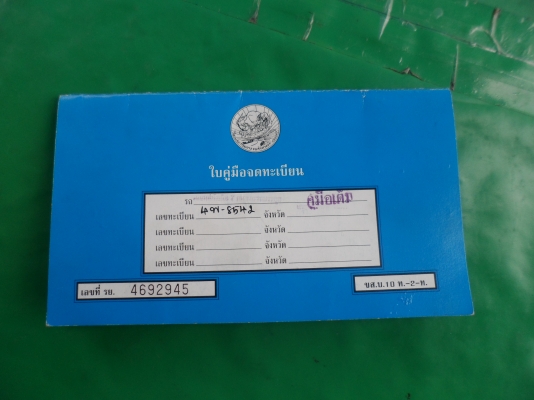 ใบคู่มือจดทะเบียน
รถ คู่มือเดิม
เลขทะเบียน จังหวัด
เลขทะเบียน จังหวัด
เลขทะเบียน จังหวัด
เลขทะเบียน จังหวัด
เลขที่ รย. 4692945
ขส.บ.10 ท.-2-ท.